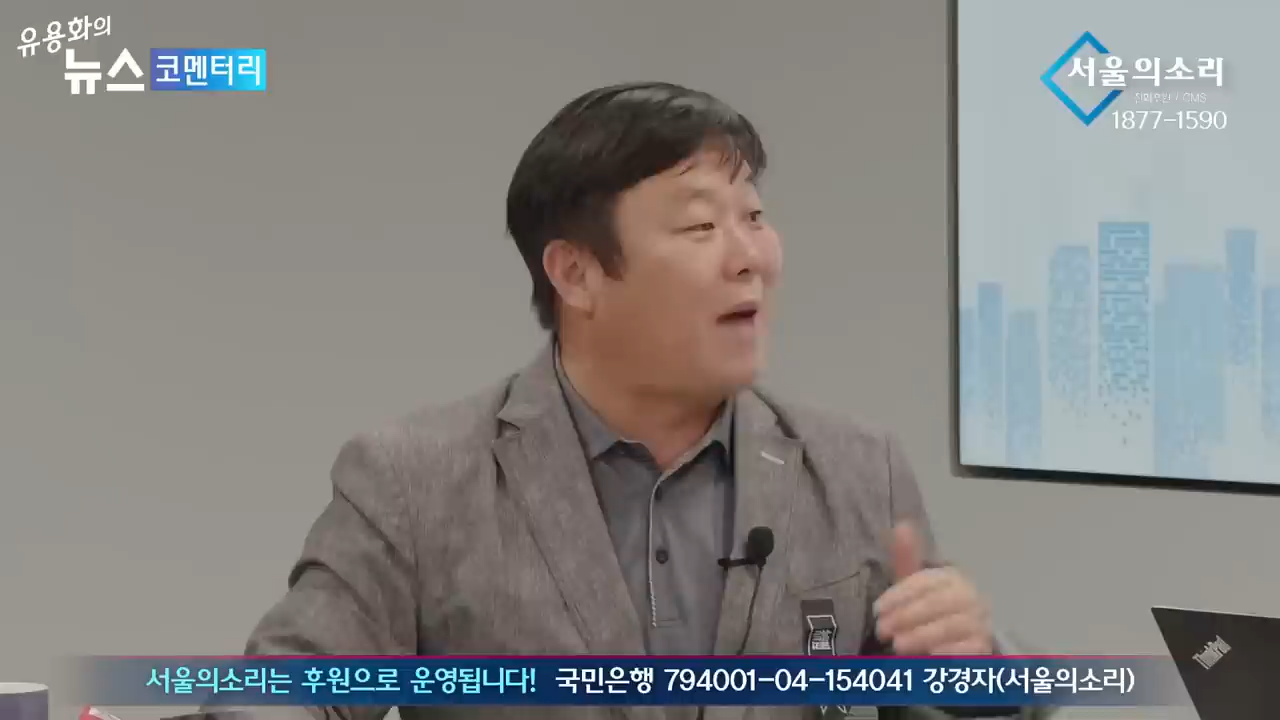 유용화의
뉴스 코멘터리
서울의소리
1877-1590
ThinkPad
서울의소리는 후원으로 운영됩니다! 국민은행 794001-04-154041 강경자(서울의소리)